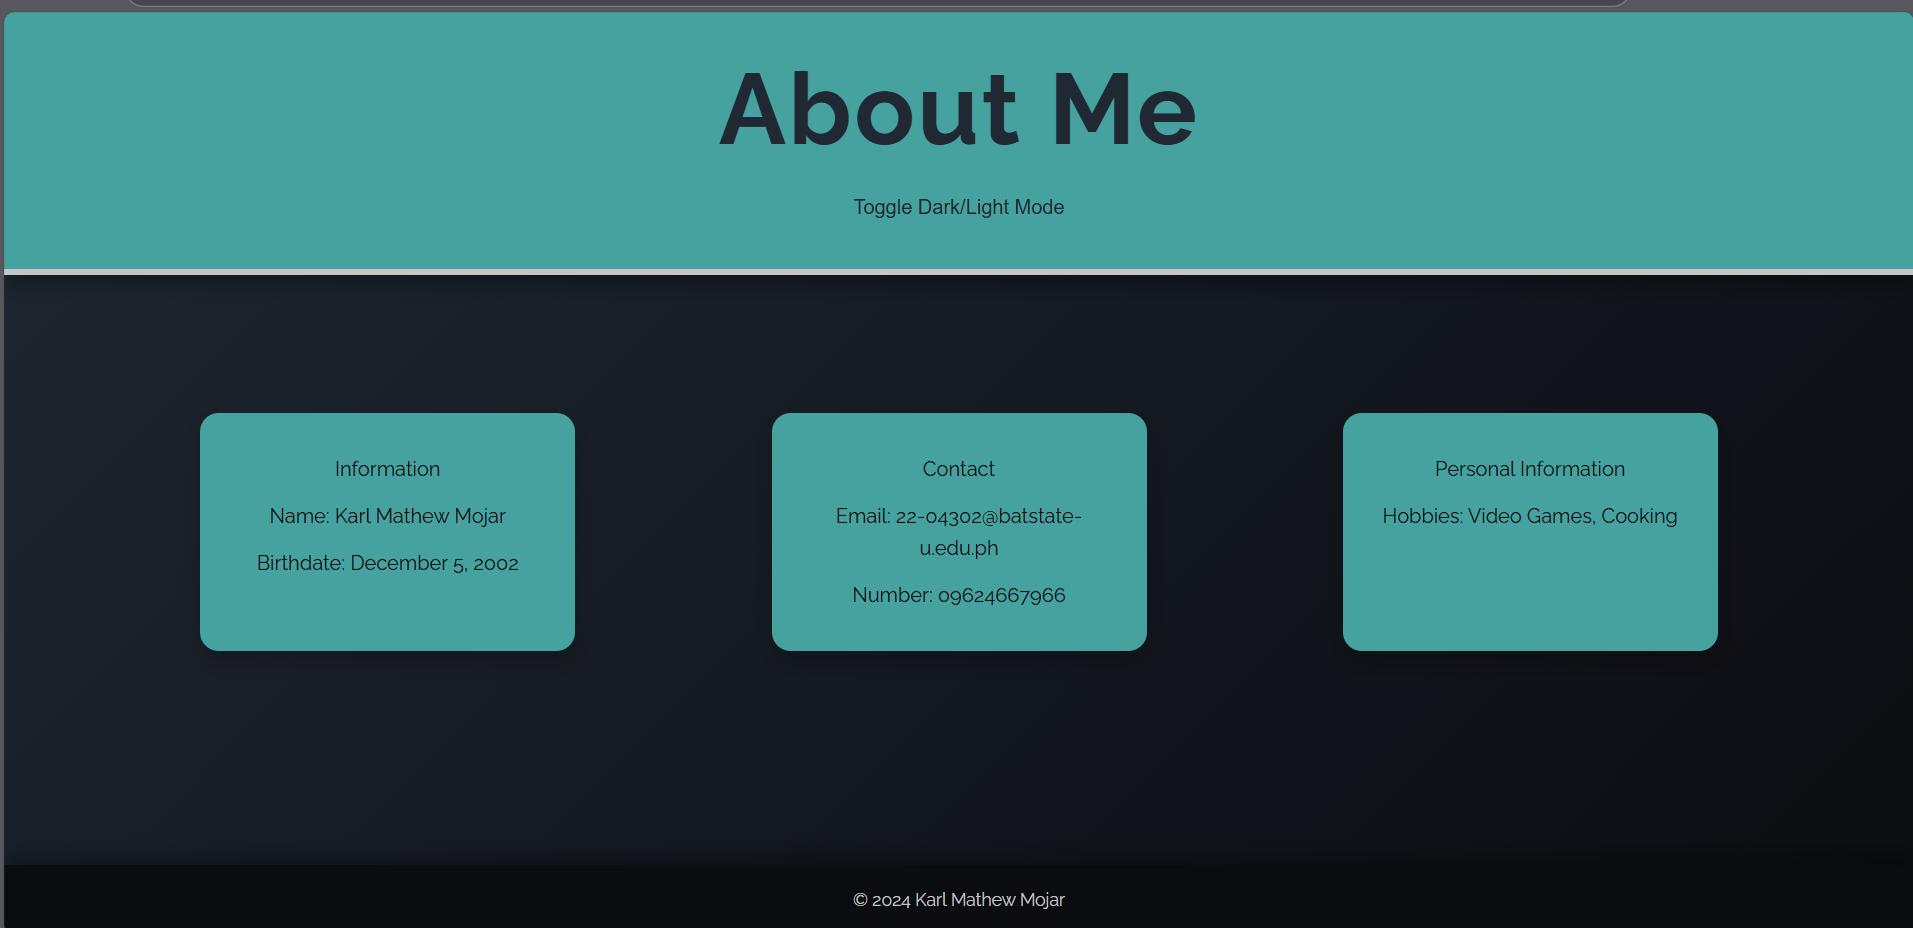 About Me
Toggle Dark/Light Mode
Information
Name: Karl Mathew Mojar
Birthdate: December 5, 2002
Contact
Email: 22-04302@batstate-
u.edu.ph
Number: 09624667966
Personal Information
Hobbies: Video Games, Cooking
© 2024 Karl Mathew Mojar